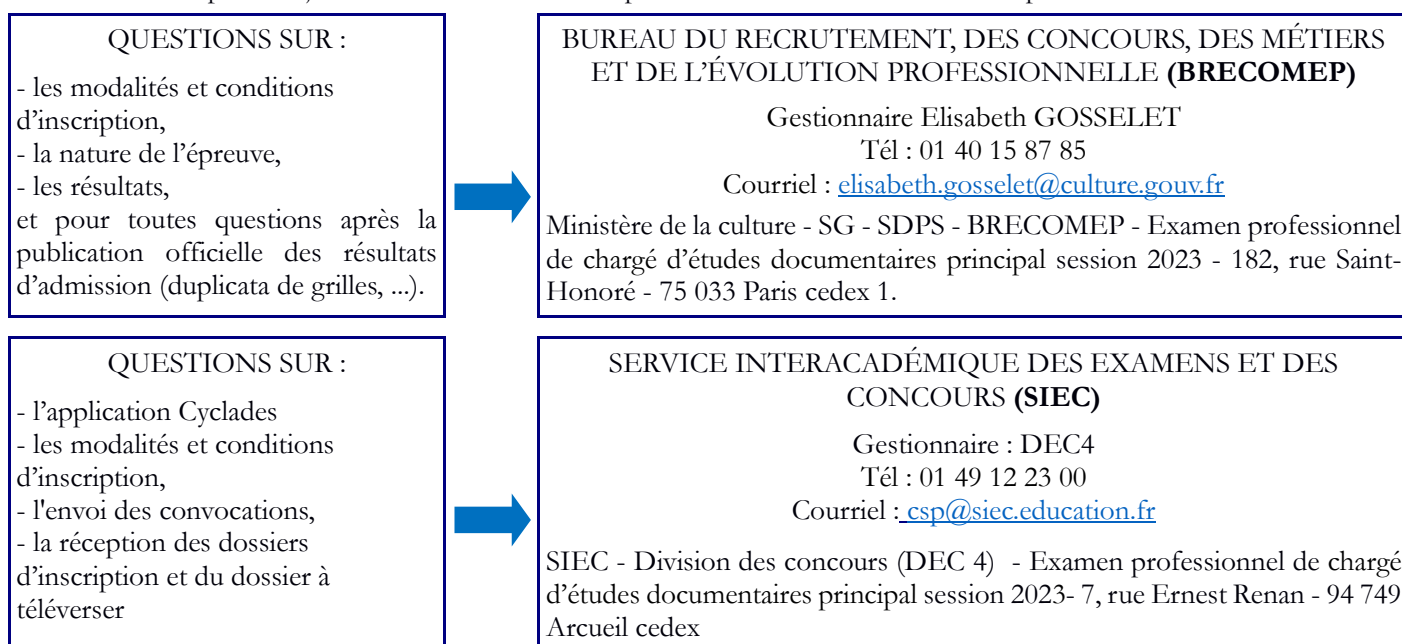 QUESTIONS SUR :
- les modalités et conditions
d’inscription,
- la nature de l’épreuve,
- les résultats,
et pour toutes questions après la
publication officielle des résultats
d’admission (duplicata de grilles, ...).
BUREAU DU RECRUTEMENT, DES CONCOURS, DES MÉTIERS
ET DE L’ÉVOLUTION PROFESSIONNELLE (BRECOMEP)
Gestionnaire Elisabeth GOSSELET
Tél : 01 40 15 87 85
Courriel : elisabeth.gosselet@culture.gouv.fr
Ministère de la culture - SG - SDPS - BRECOMEP - Examen professionnel
de chargé d’études documentaires principal session 2023 - 182, rue Saint-
Honoré - 75 033 Paris cedex 1.
QUESTIONS SUR :
- l’application Cyclades
- les modalités et conditions
d’inscription,
- l'envoi des convocations,
- la réception des dossiers
d’inscription et du dossier à
téléverser
SERVICE INTERACADÉMIQUE DES EXAMENS ET DES
CONCOURS (SIEC)
Gestionnaire : DEC4
Tél : 01 49 12 23 00
Courriel : csp@siec.education.fr
SIEC - Division des concours (DEC 4) - Examen professionnel de chargé
d’études documentaires principal session 2023- 7, rue Ernest Renan - 94 749
Arcueil cedex